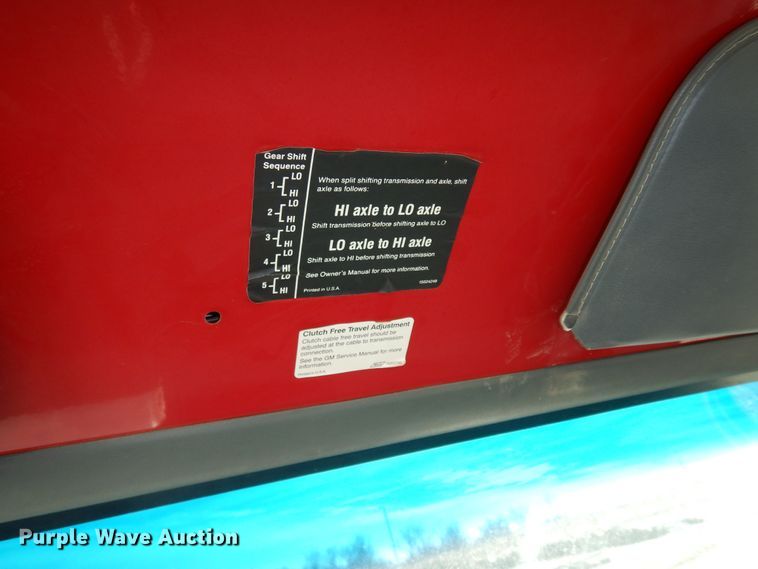 Gear Shift
Sequence
1 LO
HI
2 LO
HI
3 LO
HI
4 LO
HI
5 LO
HI
When split shifting transmission and axle, shift
axle as follows:
HI axle to LO axle
Shift transmission before shifting axle to LO
LO axle to HI axle
Shift axle to HI before shifting transmission
See Owner's Manual for more information.
Printed in U.S.A.
Clutch Free Travel Adjustment
Clutch cable free travel should be
adjusted at the cable to transmission
connection.
See the GM Service Manual for more
information.
Printed in U.S.A.
Purple Wave Auction